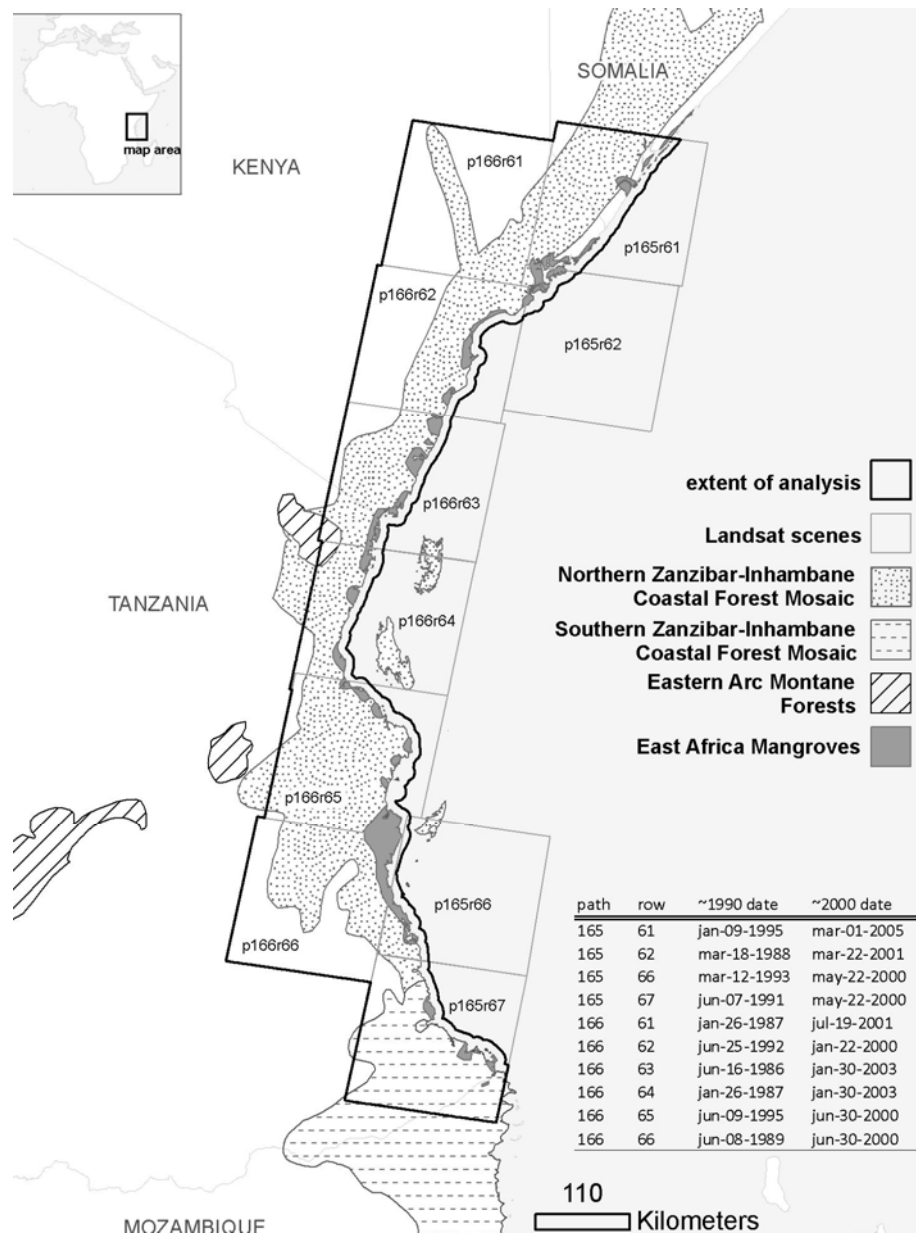 map area
SOMALIA
KENYA
p166r61
p165r61
p166r62
p165r62
p166r63
p166r64
TANZANIA
p166r65
p165r66
p166r66
p165r67
MOZAMBIQUE
extent of analysis
Landsat scenes
Northern Zanzibar-Inhambane
Coastal Forest Mosaic
Southern Zanzibar-Inhambane
Coastal Forest Mosaic
Eastern Arc Montane
Forests
East Africa Mangroves
path row ~1990 date ~2000 date
165 61 jan-09-1995 mar-01-2005
165 62 mar-18-1988 mar-22-2001
165 66 mar-12-1993 may-22-2000
165 67 jun-07-1991 may-22-2000
166 61 jan-26-1987 jul-19-2001
166 62 jun-25-1992 jan-22-2000
166 63 jun-16-1986 jan-30-2003
166 64 jan-26-1987 jan-30-2003
166 65 jun-09-1995 jun-30-2000
166 66 jun-08-1989 jun-30-2000
110
Kilometers